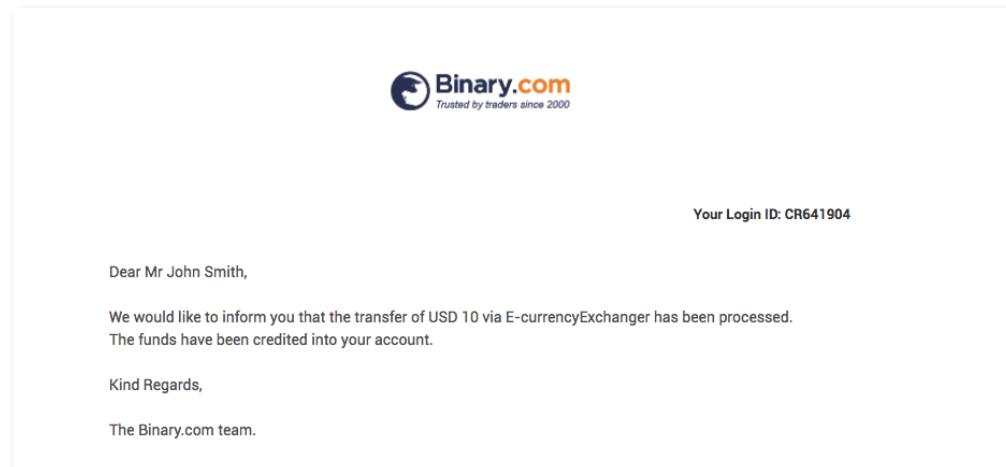 Binary.com
Trusted by traders since 2000
Your Login ID: CR641904
Dear Mr John Smith,
We would like to inform you that the transfer of USD 10 via E-currencyExchanger has been processed.
The funds have been credited into your account.
Kind Regards,
The Binary.com team.